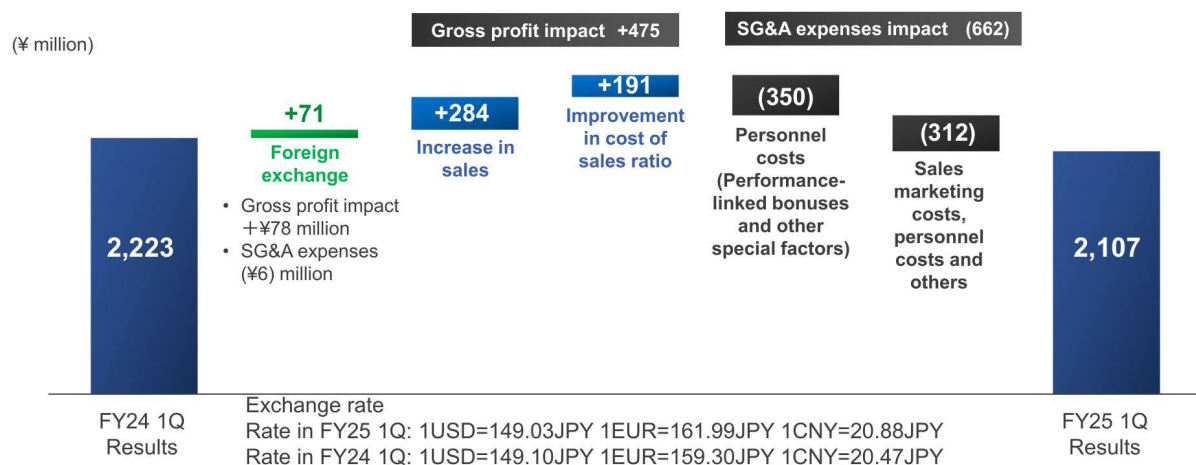 (¥ million)
Gross profit impact +475
SG&A expenses impact (662)
2,223
+71
Foreign
exchange
• Gross profit impact
＋¥78 million
• SG&A expenses
(¥6) million
+284
Increase in
sales
+191
Improvement
in cost of
sales ratio
(350)
Personnel
costs
(Performance-
linked bonuses
and other
special factors)
(312)
Sales
marketing
costs,
personnel
costs and
others
2,107
FY24 1Q
Results
Exchange rate
Rate in FY25 1Q: 1USD=149.03JPY 1EUR=161.99JPY 1CNY=20.88JPY
Rate in FY24 1Q: 1USD=149.10JPY 1EUR=159.30JPY 1CNY=20.47JPY
FY25 1Q
Results